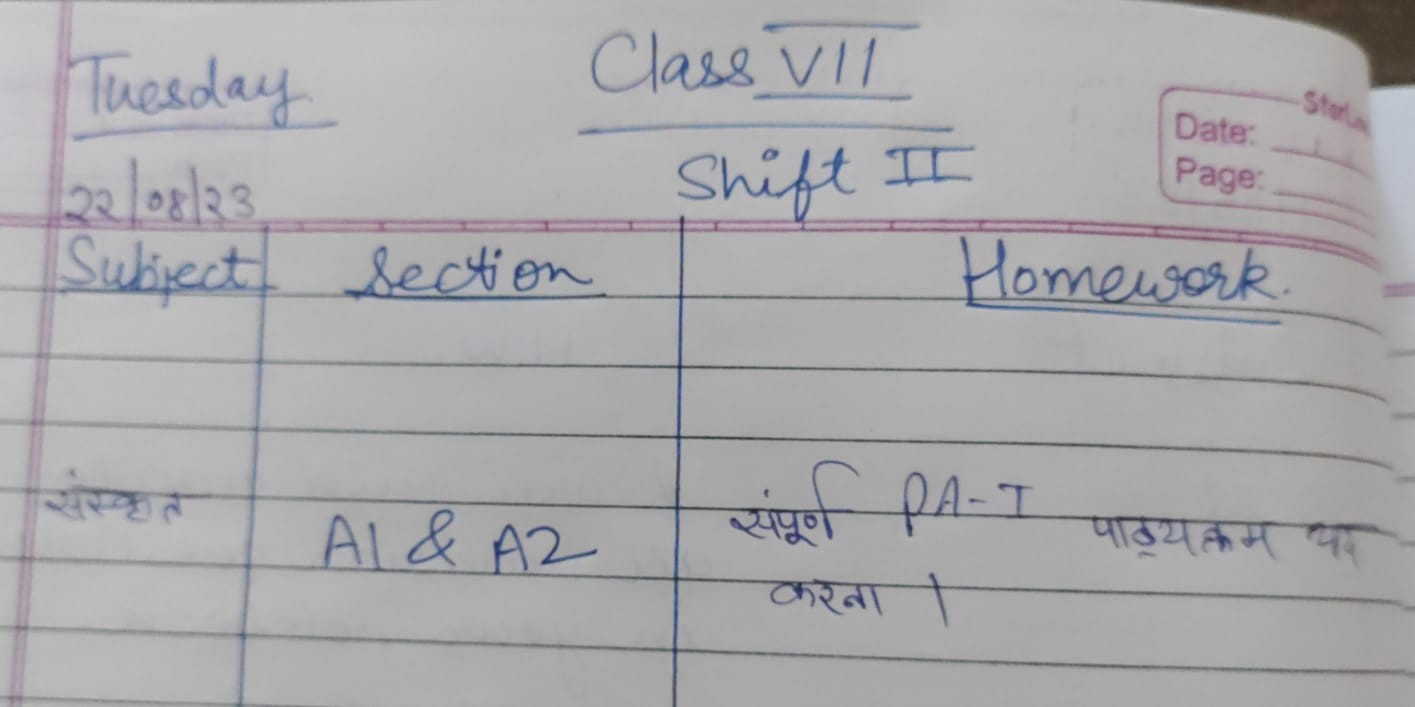 Tuesday.
Class VII
22/08/23
Shift II
Date:
Page:
Subject Section Homework.
संस्कृत A1 & A2 संपूर्ण PA-I पाठ्यक्रम याद
करना ।